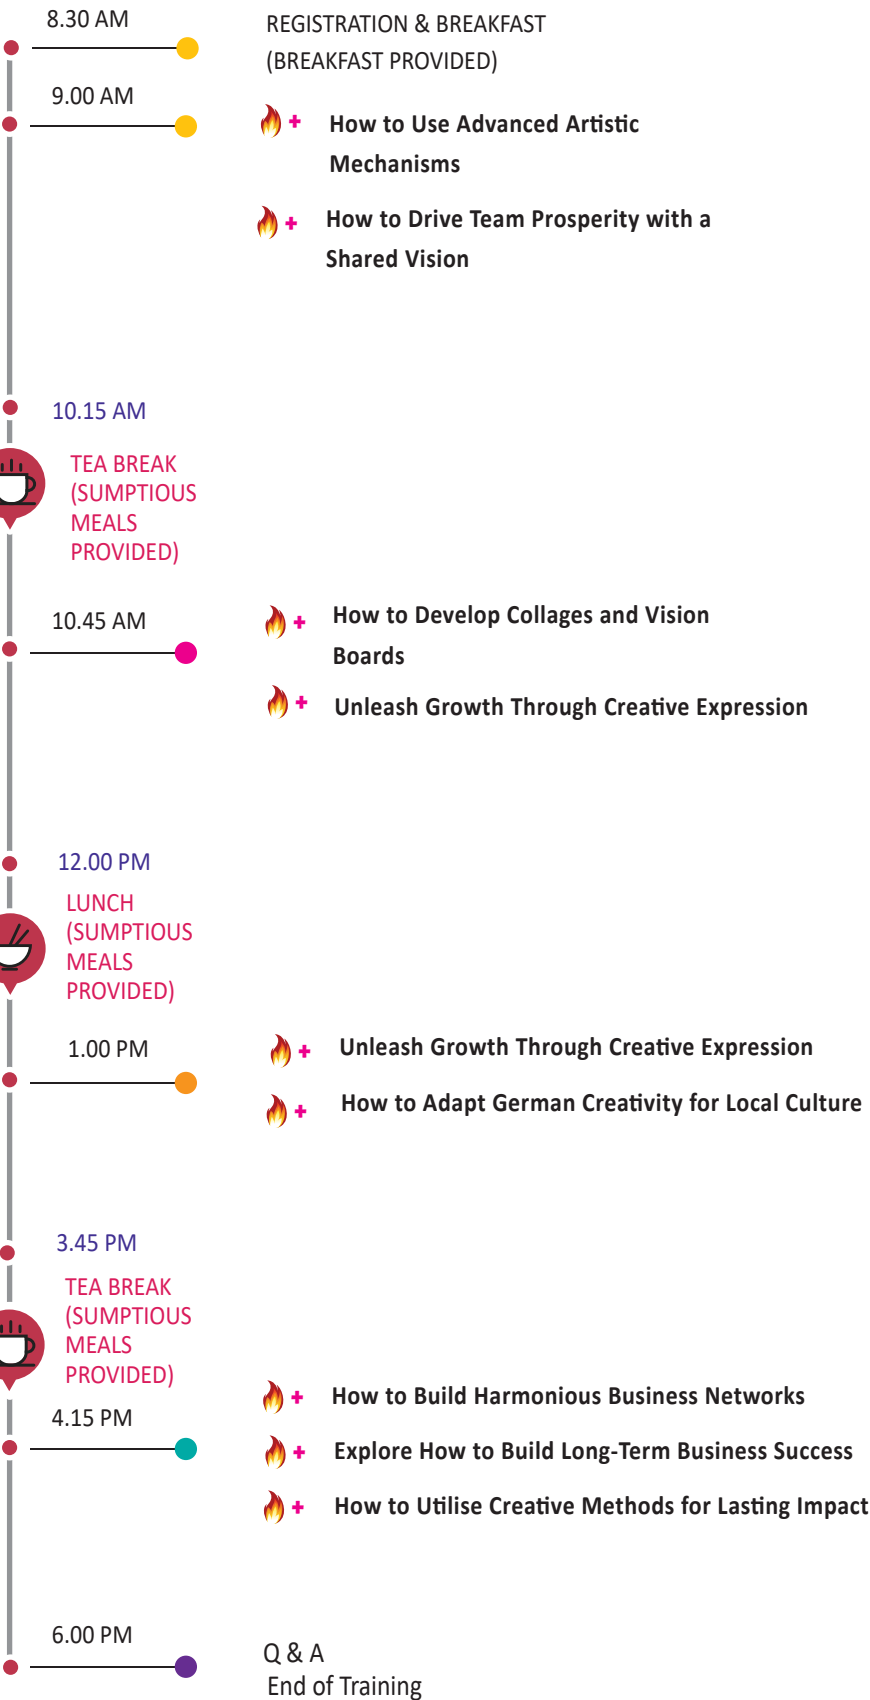 8.30 AM
REGISTRATION & BREAKFAST
(BREAKFAST PROVIDED)
9.00 AM
How to Use Advanced Artistic
Mechanisms
How to Drive Team Prosperity with a
Shared Vision
10.15 AM
TEA BREAK
(SUMPTIOUS
MEALS
PROVIDED)
10.45 AM
How to Develop Collages and Vision
Boards
Unleash Growth Through Creative Expression
12.00 PM
LUNCH
(SUMPTIOUS
MEALS
PROVIDED)
1.00 PM
Unleash Growth Through Creative Expression
How to Adapt German Creativity for Local Culture
3.45 PM
TEA BREAK
(SUMPTIOUS
MEALS
PROVIDED)
4.15 PM
How to Build Harmonious Business Networks
Explore How to Build Long-Term Business Success
How to Utilise Creative Methods for Lasting Impact
6.00 PM
Q & A
End of Training